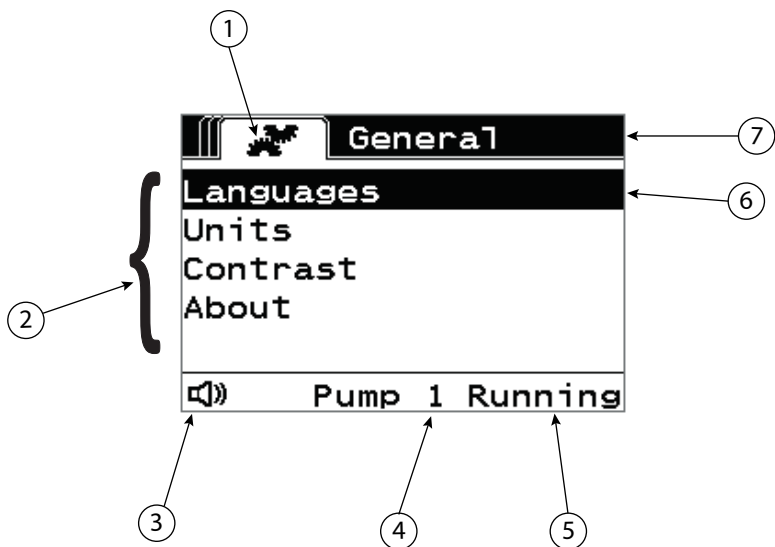 1
General
7
Languages
6
Units
Contrast
2
About
Pump 1 Running
3
4
5